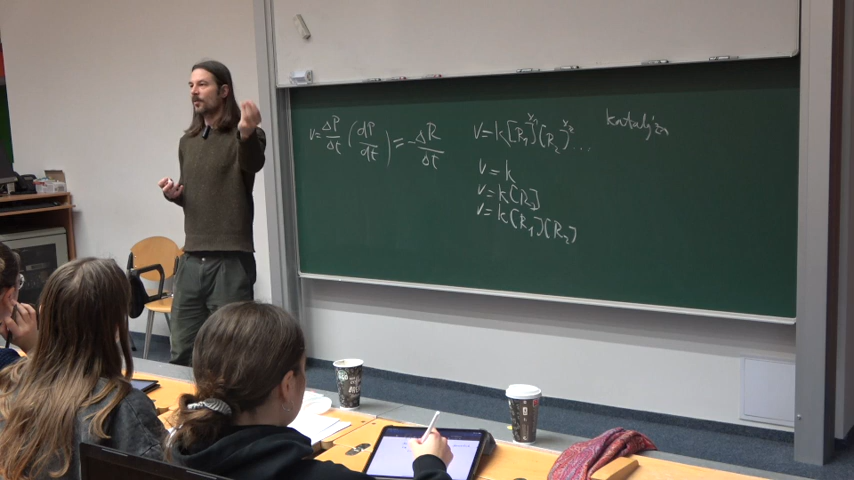 v = ΔP/Δt (dP/dt) = - ΔR/Δt
v = k[R₁]^x₁[R₂]^x₂...
v = k
v = k[R₁]
v = k[R₁][R₂]
katalýza